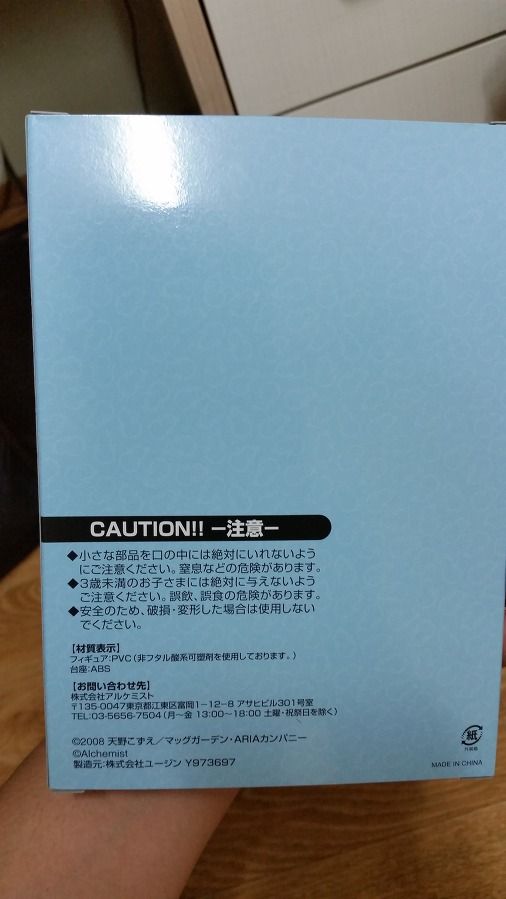 CAUTION!! ー注意ー
◆小さな部品を口の中には絶対にいれないよう
にご注意ください。窒息などの危険があります。
◆3歳未満のお子さまには絶対に与えないよう
ご注意ください。誤飲、誤食の危険があります。
◆安全のため、破損・変形した場合は使用しない
でください。
【材質表示】
フィギュア:PVC(非フタル酸系可塑剤を使用しております。)
台座:ABS
【お問い合わせ先】
株式会社アルケミスト
〒135-0047東京都江東区富岡1-12-8 アサヒビル301号室
TEL:03-5656-7504(月〜金 13:00〜18:00 土曜・祝祭日を除く)
©2008 天野こずえ/マッグガーデン・ARIAカンパニー
©Alchemist
製造元:株式会社ユージン Y973697
紙
外箱紙
MADE IN CHINA